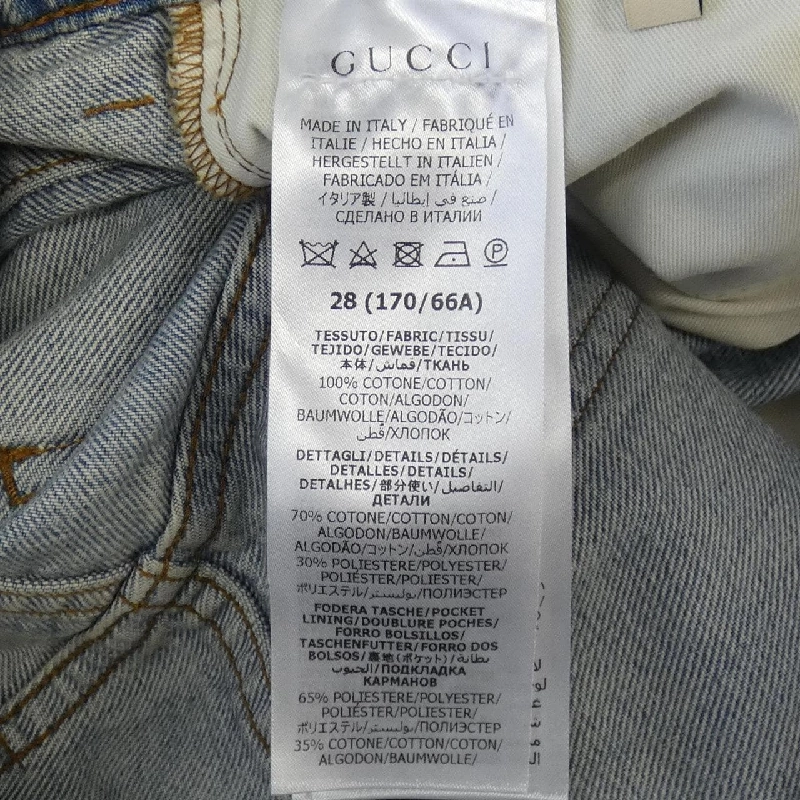 GUCCI
MADE IN ITALY / FABRIQUÉ EN
ITALIE / HECHO EN ITALIA /
HERGESTELLT IN ITALIEN /
FABRICADO EM ITÁLIA /
イタリア製 / صنع في إيطاليا /
СДЕЛАНО В ИТАЛИИ
P
28 (170/66A)
TESSUTO/FABRIC/TISSU/
TEJIDO/GEWEBE/TECIDO/
本体/قماش/ТКАНЬ
100% COTONE/COTTON/
COTON/ALGODON/
BAUMWOLLE/ALGODÃO/コットン/
قطن/ХЛОПОК
DETTAGLI/DETAILS/DÉTAILS/
DETALLES/DETAILS/
DETALHES/部分使い/التفاصيل/
ДЕТАЛИ
70% COTONE/COTTON/COTON/
ALGODON/BAUMWOLLE/
ALGODÃO/コットン/قطن/ХЛОПОК
30% POLIESTERE/POLYESTER/
POLYESTER/POLIESTER/
ポリエステル/بوليستر/ПОЛИЭСТЕР
FODERA TASCHE/POCKET
LINING/DOUBLURE POCHES/
FORRO BOLSILLOS/
TASCHENFUTTER/FORRO DOS
BOLSOS/裏地(ポケット)/بطانة
الجيوب/ПОДКЛАДКА
КАРМАНОВ
65% POLIESTERE/POLYESTER/
POLYESTER/POLIESTER/
ポリエステル/بوليستر/ПОЛИЭСТЕР
35% COTONE/COTTON/COTON/
ALGODON/BAUMWOLLE/